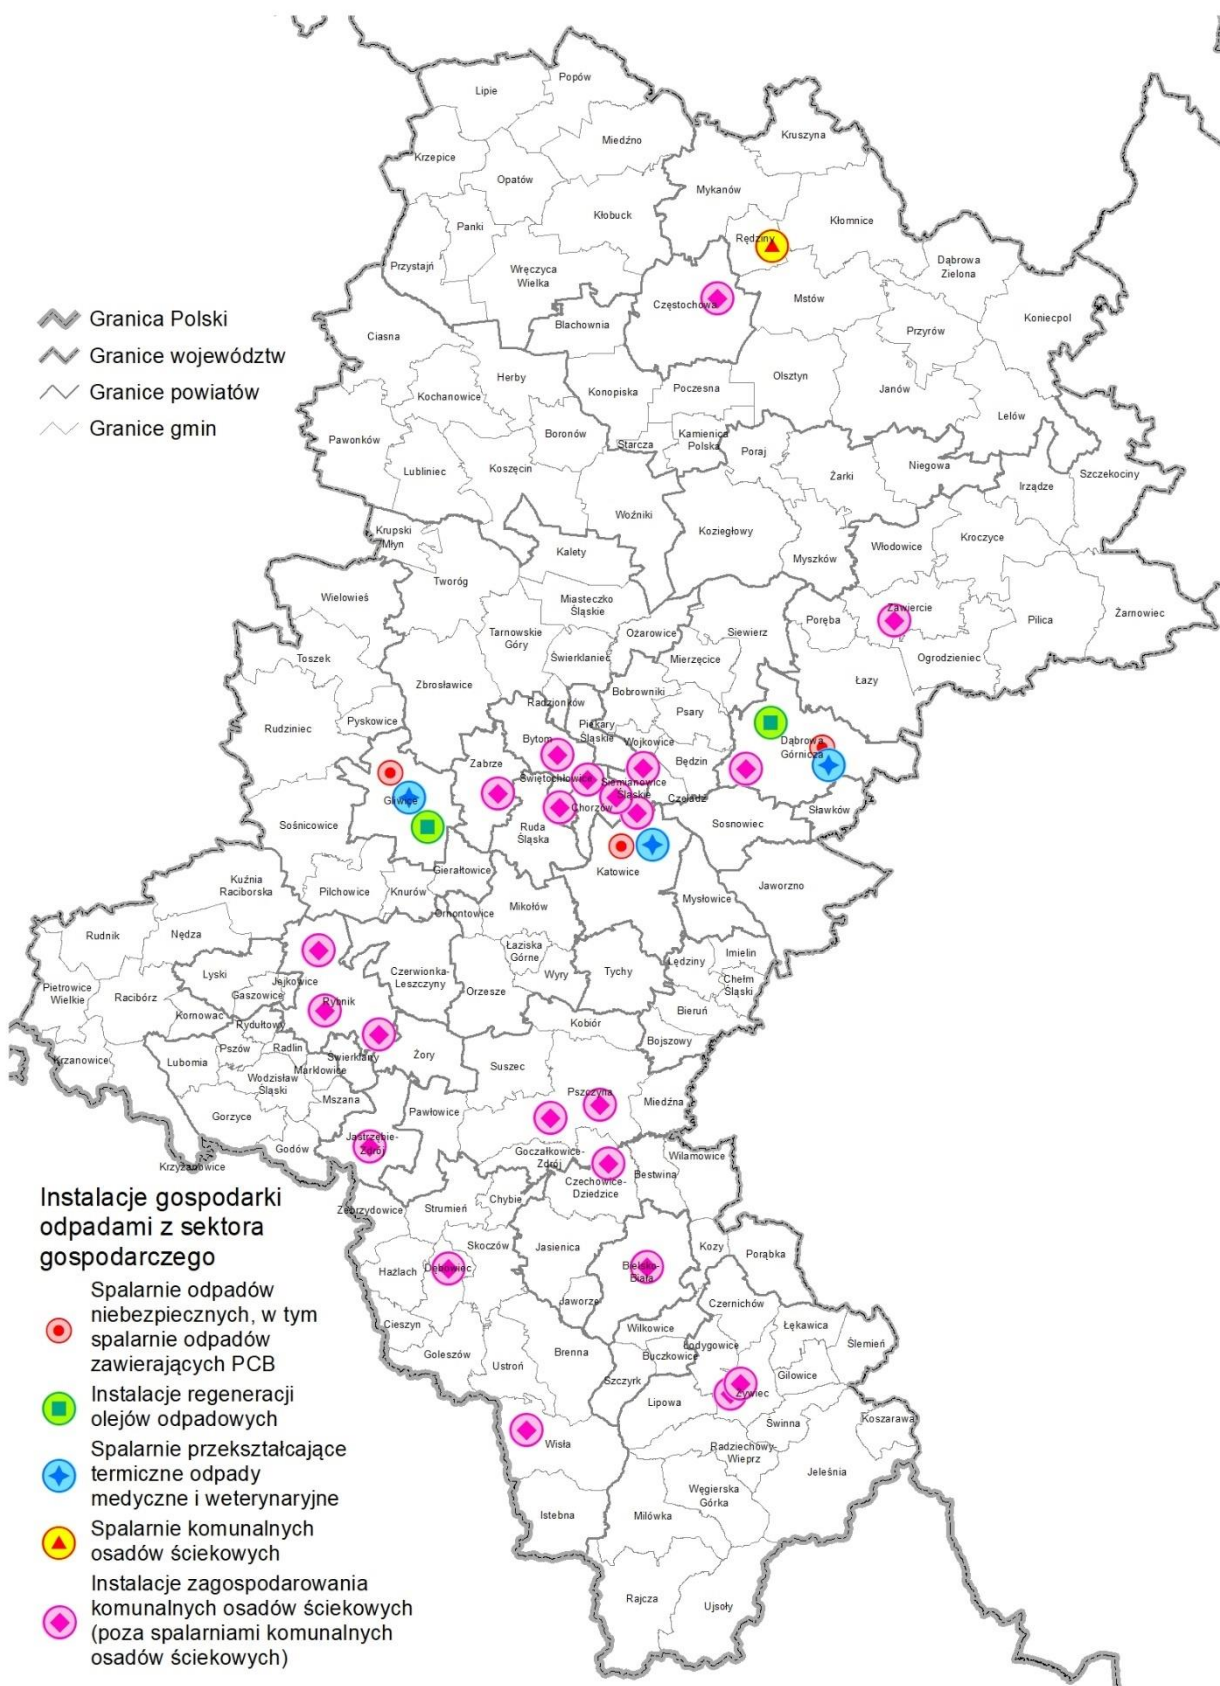 Lipie
Popów
Kruszyna
Miedźno
Krzepice
Opatów
Mykanów
Kłobuck
Kłomnice
Panki
Rędziny
Przystajń
Wręczyca
Wielka
Dąbrowa
Zielona
Mstów
Częstochowa
Koniecpol
Blachownia
Przyrów
Granica Polski
Granice województw
Granice powiatów
Granice gmin
Ciasna
Herby
Kochanowice
Konopiska
Poczesna
Olsztyn
Janów
Lelów
Pawonków
Boronów
Starcza
Kamienica
Polska
Poraj
Lubliniec
Koszęcin
Żarki
Niegowa
Szczekociny
Irządze
Woźniki
Koziegłowy
Krupski
Młyn
Kalety
Myszków
Włodowice
Kroczyce
Tworóg
Wielowieś
Miasteczko
Śląskie
Zawiercie
Żarnowiec
Pilica
Poręba
Siewierz
Ożarowice
Tarnowskie
Góry
Toszek
Świerklaniec
Mierzęcice
Ogrodzieniec
Łazy
Zbrosławice
Bobrowniki
Radzionków
Psary
Rudziniec
Pyskowice
Piekary
Śląskie
Bytom
Wojkowice
Dąbrowa
Górnicza
Zabrze
Będzin
Świętochłowice
Siemianowice
Śląskie
Gliwice
Chorzów
Czeladź
Sławków
Sośnicowice
Ruda
Śląska
Sosnowiec
Katowice
Gierałtowice
Kuźnia
Raciborska
Pilchowice
Knurów
Jaworzno
Mysłowice
Ornontowice
Mikołów
Rudnik
Nędza
Łaziska
Górne
Imielin
Lędziny
Lyski
Czerwionka-
Leszczyny
Wyry
Tychy
Chełm
Śląski
Jejkowice
Pietrowice
Wielkie
Racibórz
Gaszowice
Rybnik
Orzesze
Bieruń
Kornowac
Rydułtowy
Kobiór
Bojszowy
Krzanowice
Lubomia
Pszów
Radlin
Świerklany
Żory
Suszec
Marklowice
Wodzisław
Śląski
Mszana
Pszczyna
Miedźna
Gorzyce
Pawłowice
Jastrzębie-
Zdrój
Godów
Krzyżanowice
Goczałkowice-
Zdrój
Wilamowice
Bestwina
Czechowice-
Dziedzice
Instalacje gospodarki
odpadami z sektora
gospodarczego
Zebrzydowice
Strumień
Chybie
Skoczów
Jasienica
Kozy
Porąbka
Hażlach
Dębowiec
Bielsko-
Biała
Jaworze
Czernichów
Cieszyn
Wilkowice
Łękawica
Ślemień
Łodygowice
Goleszów
Ustroń
Brenna
Buczkowice
Gilowice
Szczyrk
Lipowa
Żywiec
Koszarawa
Świnna
Wisła
Radziechowy-
Wieprz
Jeleśnia
Węgierska
Górka
Istebna
Milówka
Rajcza
Ujsoły
Spalarnie odpadów
niebezpiecznych, w tym
spalarnie odpadów
zawierających PCB
Instalacje regeneracji
olejów odpadowych
Spalarnie przekształcające
termiczne odpady
medyczne i weterynaryjne
Spalarnie komunalnych
osadów ściekowych
Instalacje zagospodarowania
komunalnych osadów ściekowych
(poza spalarniami komunalnych
osadów ściekowych)